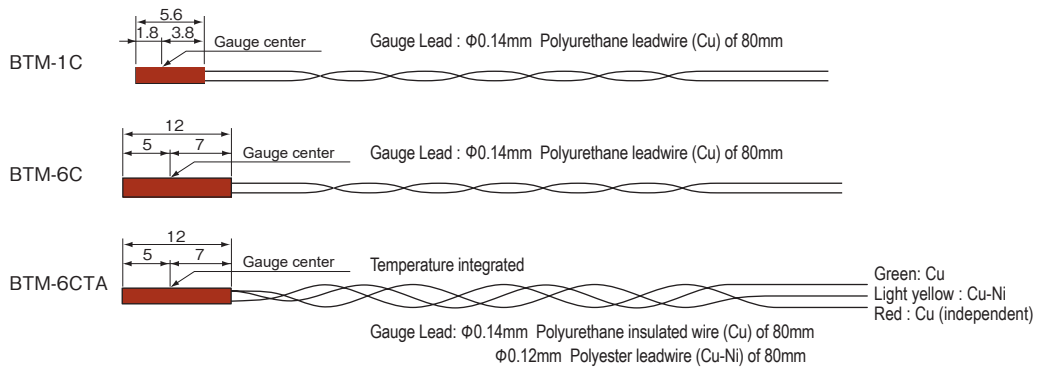 5.6
1.8 3.8
Gauge center
Gauge Lead : Φ0.14mm Polyurethane leadwire (Cu) of 80mm
BTM-1C
12
5 7
Gauge center
Gauge Lead : Φ0.14mm Polyurethane leadwire (Cu) of 80mm
BTM-6C
12
5 7
Gauge center
Temperature integrated
BTM-6CTA
Green: Cu
Light yellow : Cu-Ni
Red : Cu (independent)
Gauge Lead: Φ0.14mm Polyurethane insulated wire (Cu) of 80mm
Φ0.12mm Polyester leadwire (Cu-Ni) of 80mm